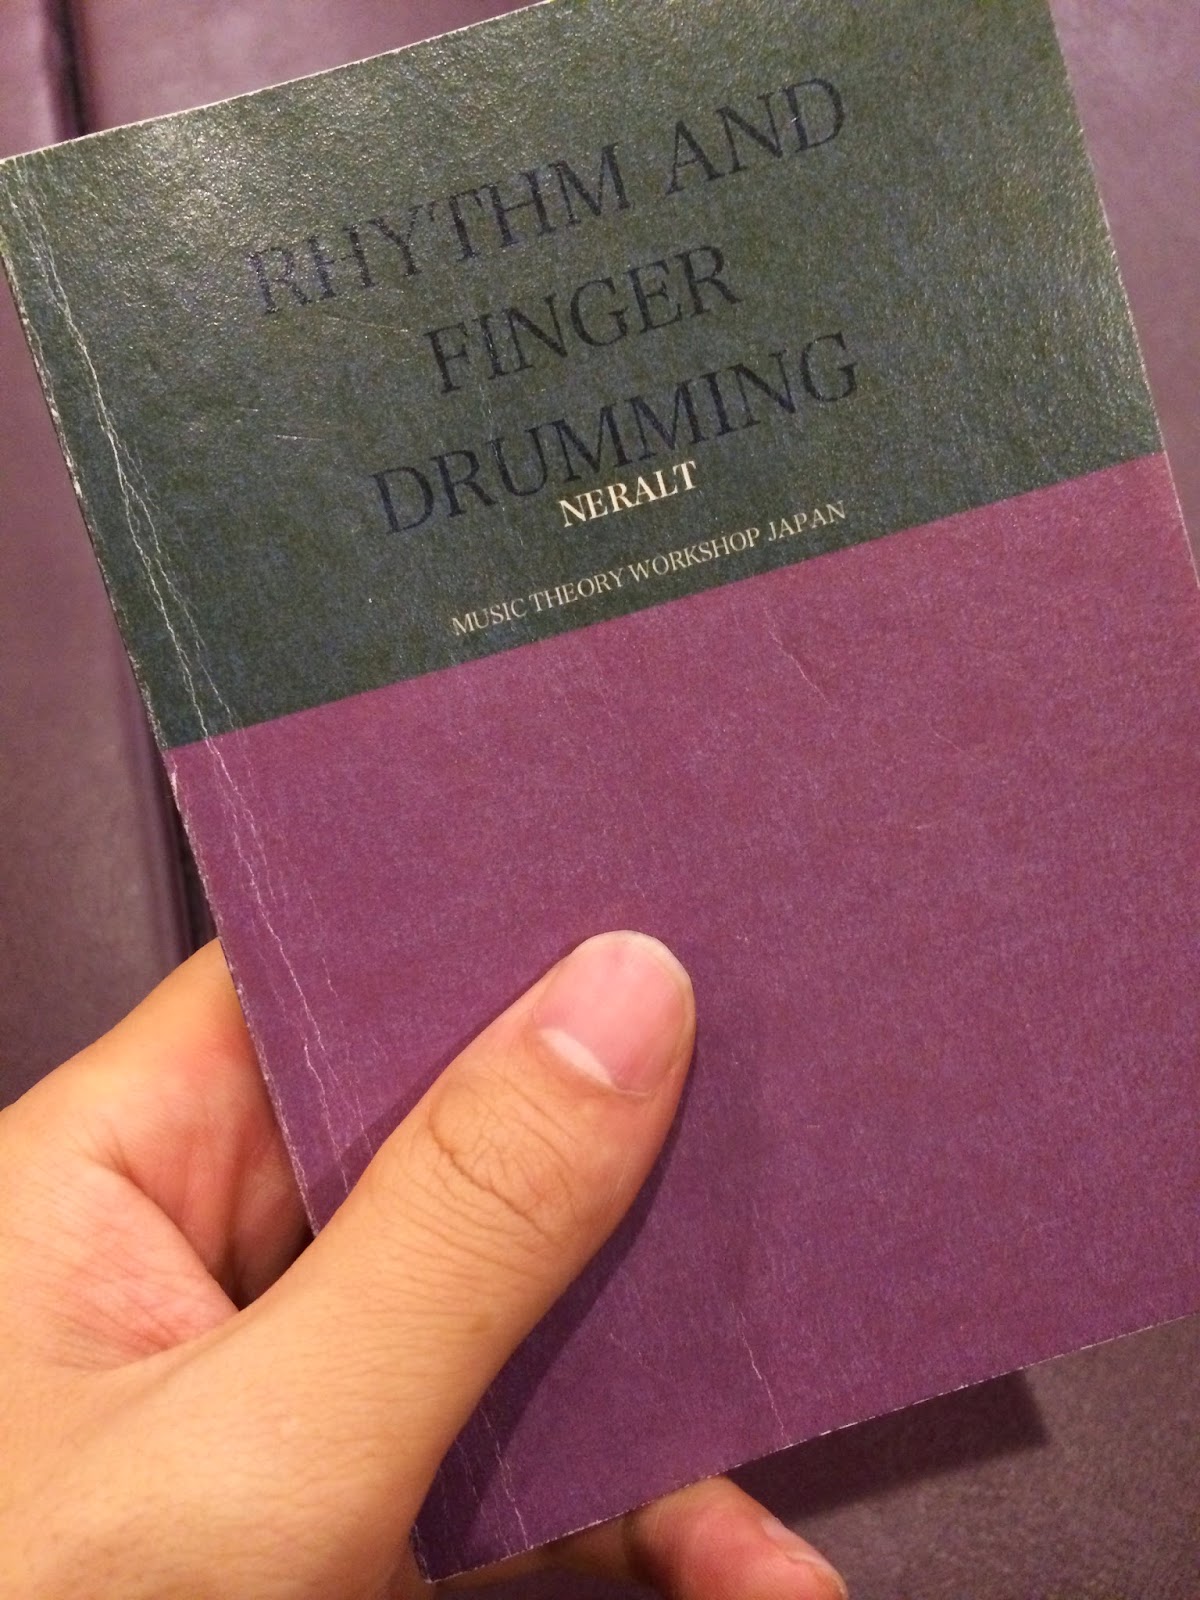 RHYTHM AND
FINGER
DRUMMING
NERALT
MUSIC THEORY WORKSHOP JAPAN